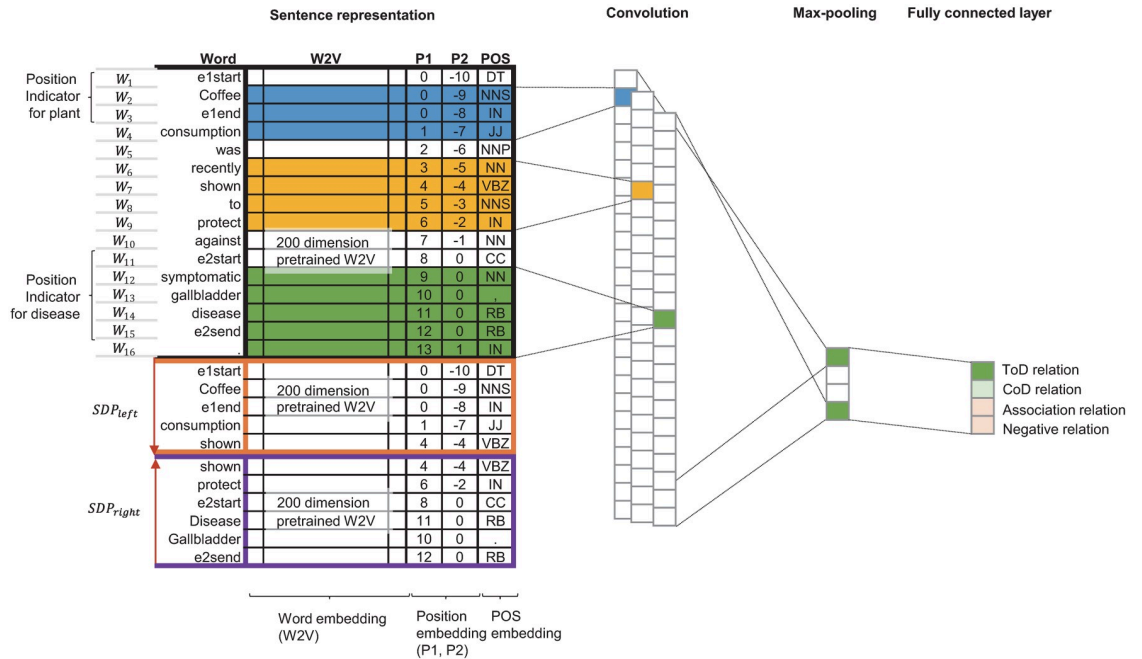 Sentence representation Convolution Max-pooling Fully connected layer
Word W2V P1 P2 POS
Position Indicator for plant
W1 e1start 0 -10 DT
W2 Coffee 0 -9 NNS
W3 e1end 0 -8 IN
W4 consumption 1 -7 JJ
W5 was 2 -6 NNP
W6 recently 3 -5 NN
W7 shown 4 -4 VBZ
W8 to 5 -3 NNS
W9 protect 6 -2 IN
W10 against 200 dimension 7 -1 NN
W11 e2start pretrained W2V 8 0 CC
Position Indicator for disease
W12 symptomatic 9 0 NN
W13 gallbladder 10 0 ,
W14 disease 11 0 RB
W15 e2send 12 0 RB
W16 . 13 1 IN
SDPleft
e1start 0 -10 DT
Coffee 200 dimension 0 -9 NNS
e1end pretrained W2V 0 -8 IN
consumption 1 -7 JJ
shown 4 -4 VBZ
SDPright
shown 4 -4 VBZ
protect 6 -2 IN
e2start 200 dimension 8 0 CC
Disease pretrained W2V 11 0 RB
Gallbladder 10 0 .
e2send 12 0 RB
Word embedding
(W2V)
Position
embedding
(P1, P2)
POS
embedding
ToD relation
CoD relation
Association relation
Negative relation